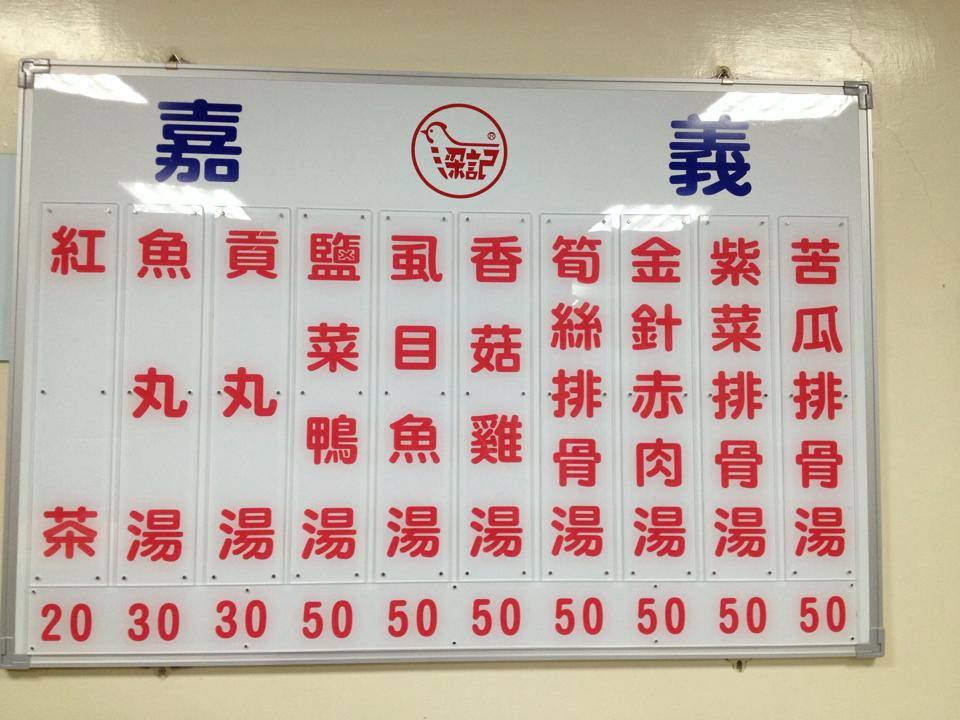 嘉義
梁記®
苦瓜排骨湯 50
紫菜排骨湯 50
金針赤肉湯 50
筍絲排骨湯 50
香菇雞湯 50
虱目魚湯 50
鹽菜鴨湯 50
貢丸湯 30
魚丸湯 30
紅茶 20